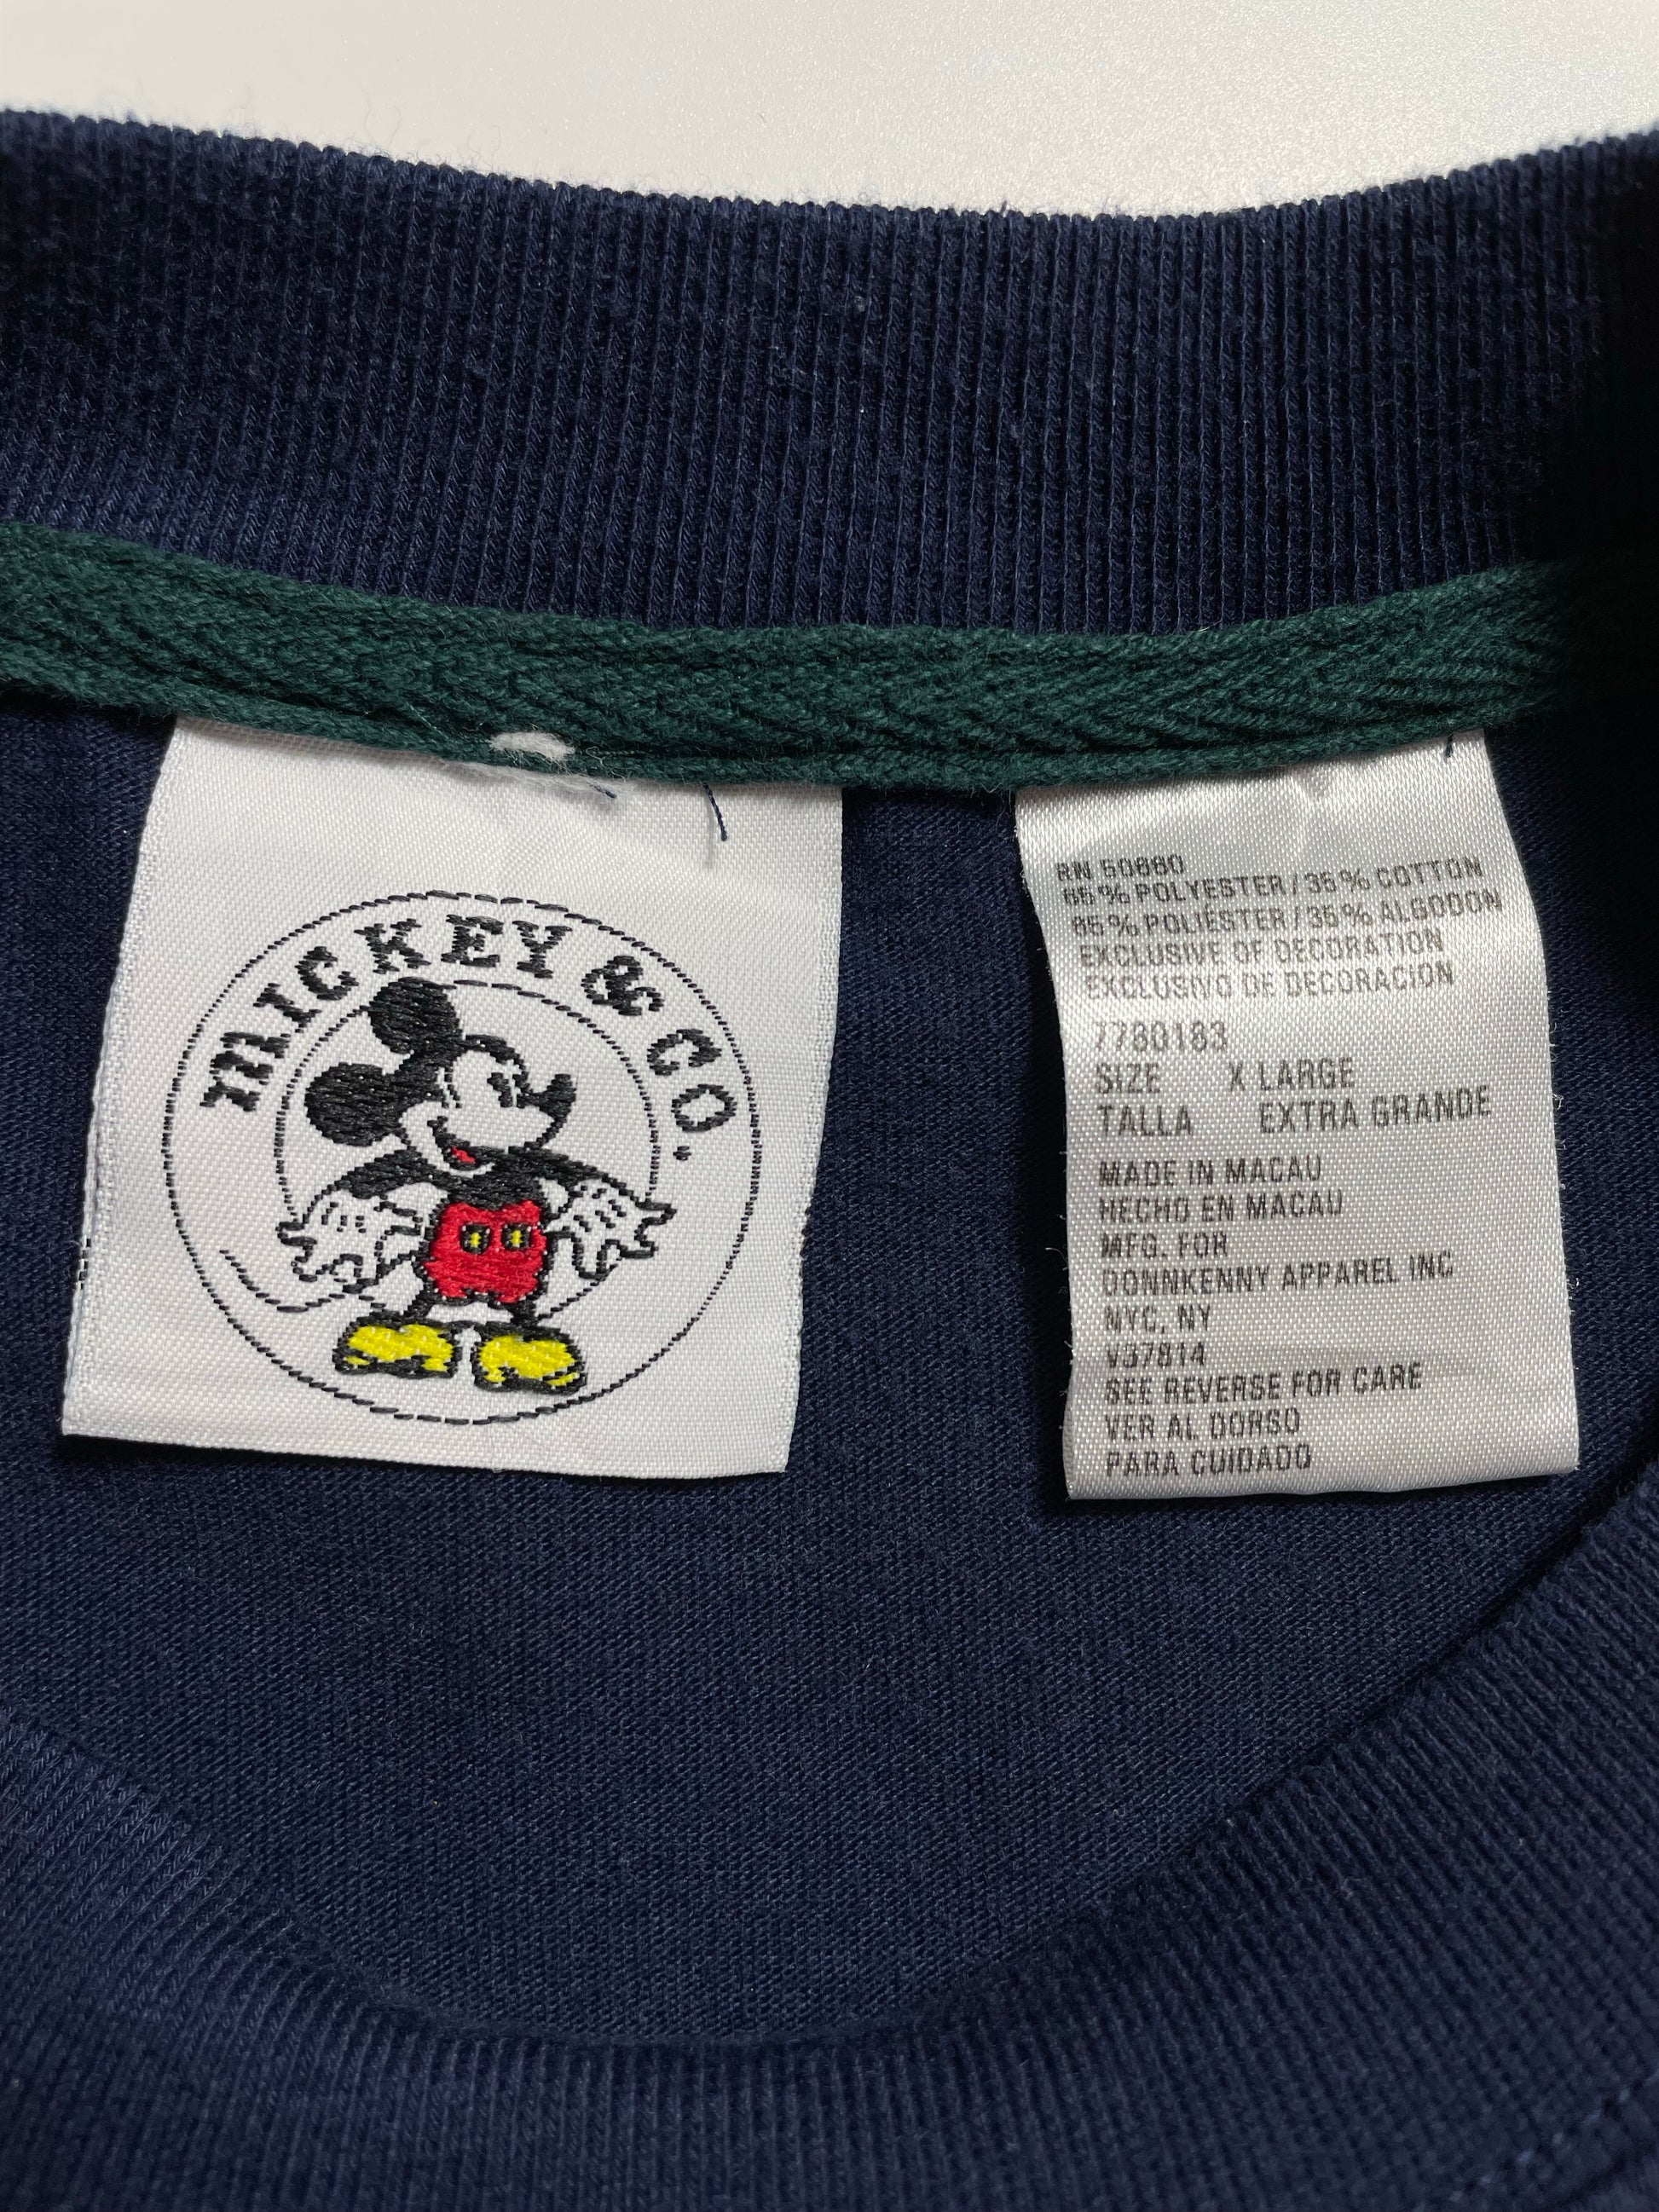 MICKEY & CO.
RN 50660
65% POLYESTER/35% COTTON
65% POLIÉSTER/35% ALGODON
EXCLUSIVE OF DECORATION
EXCLUSIVO DE DECORACION
7780183
SIZE X LARGE
TALLA EXTRA GRANDE
MADE IN MACAU
HECHO EN MACAU
MFG. FOR
DONNKENNY APPAREL INC
NYC, NY
V37814
SEE REVERSE FOR CARE
VER AL DORSO
PARA CUIDADO